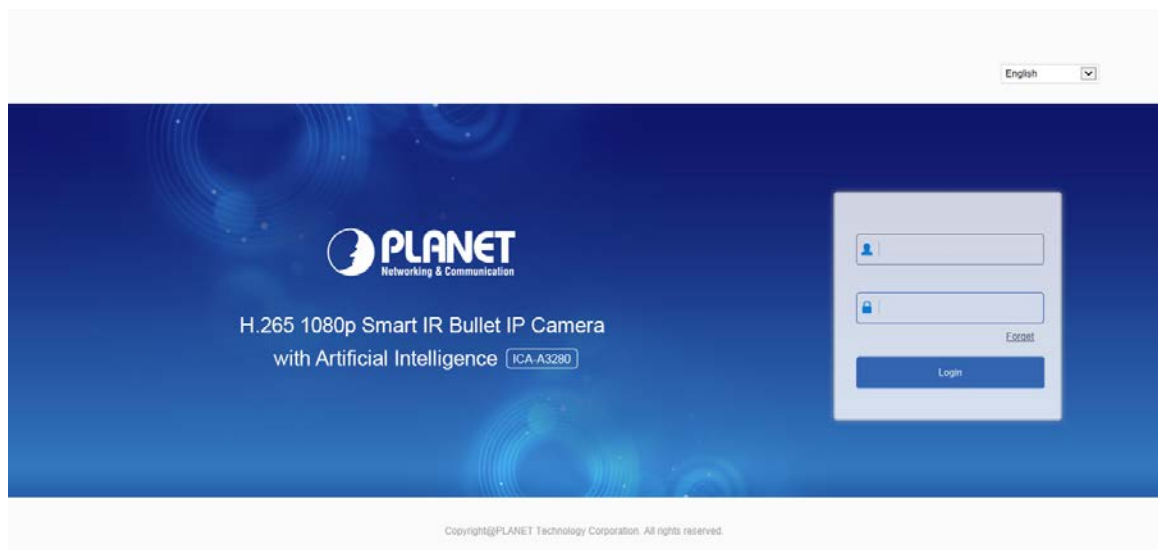 English
PLANET
Networking & Communication
H.265 1080p Smart IR Bullet IP Camera
with Artificial Intelligence ICA-A3280
Forget
Login
Copyright@PLANET Technology Corporation. All rights reserved.